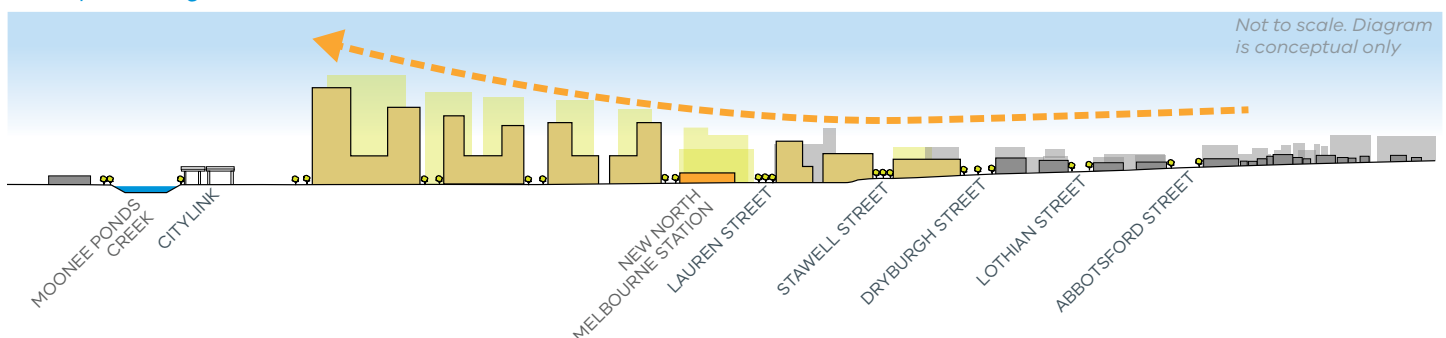 Not to scale. Diagram
is conceptual only
MOONEE PONDS
CREEK
CITYLINK
NEW NORTH
MELBOURNE STATION
LAUREN STREET
STAWELL STREET
DRYBURGH STREET
LOTHIAN STREET
ABBOTSFORD STREET